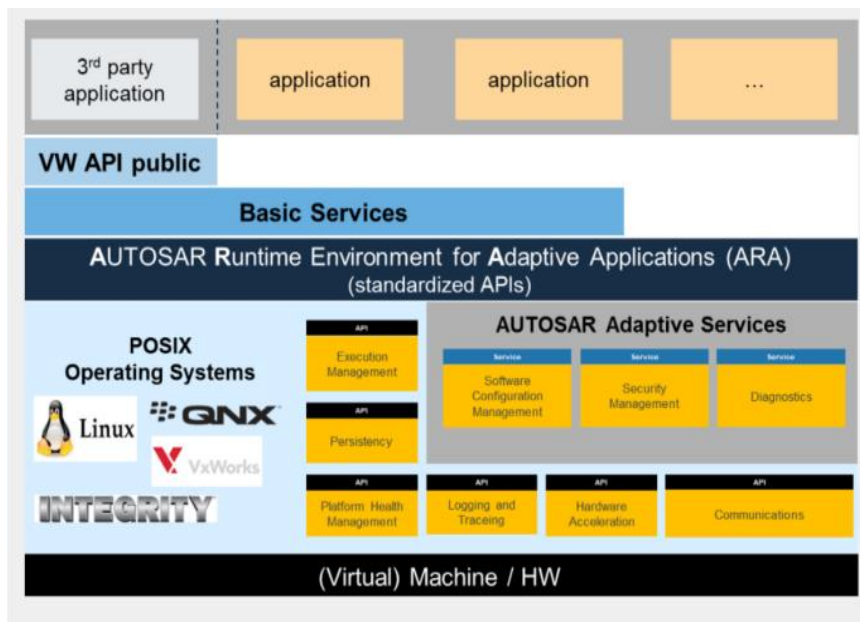 3rd party
application
application
application
...
VW API public
Basic Services
AUTOSAR Runtime Environment for Adaptive Applications (ARA)
(standardized APIs)
POSIX
Operating Systems
Linux
QNX
VxWorks
INTEGRITY
API
Execution
Management
API
Persistency
API
Platform Health
Management
AUTOSAR Adaptive Services
Service
Software
Configuration
Management
Service
Security
Management
Service
Diagnostics
API
Logging and
Traceing
API
Hardware
Acceleration
API
Communications
(Virtual) Machine / HW